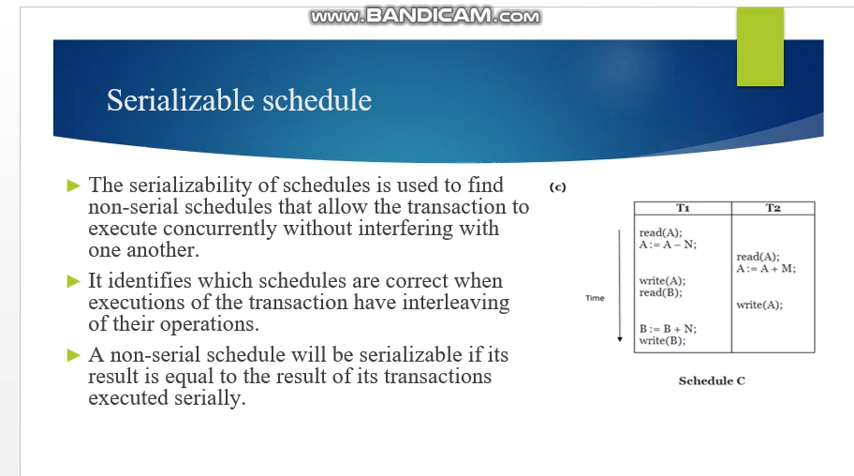 www.BANDICAM.com
Serializable schedule
The serializability of schedules is used to find
non-serial schedules that allow the transaction to
execute concurrently without interfering with
one another.
It identifies which schedules are correct when
executions of the transaction have interleaving
of their operations.
A non-serial schedule will be serializable if its
result is equal to the result of its transactions
executed serially.
(c)
T1 T2
read(A);
A:= A – N;
read(A);
A:= A + M;
write(A);
read(B);
Time
write(A);
B:= B + N;
write(B);
Schedule C